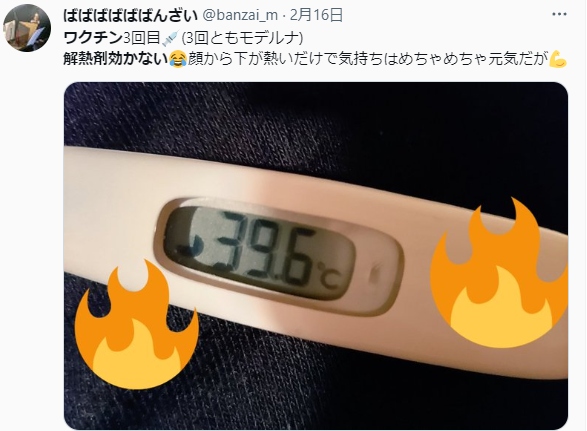 ばばばばばばんざい @banzai_m · 2月16日
ワクチン3回目💉(3回ともモデルナ)
解熱剤効かない😂顔から下が熱いだけで気持ちはめちゃめちゃ元気だが💪
39.6℃